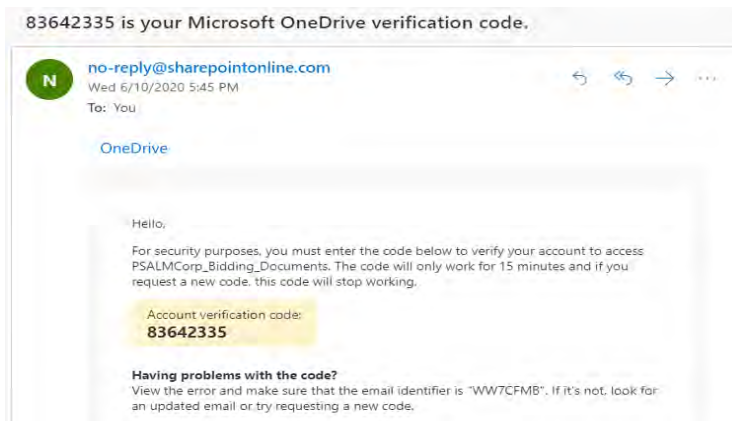 83642335 is your Microsoft OneDrive verification code.
N
no-reply@sharepointonline.com
Wed 6/10/2020 5:45 PM
To: You
OneDrive
Hello,
For security purposes, you must enter the code below to verify your account to access
PSALMCorp_Bidding_Documents. The code will only work for 15 minutes and if you
request a new code, this code will stop working.
Account verification code:
83642335
Having problems with the code?
View the error and make sure that the email identifier is "WW7CFMB". If it's not, look for
an updated email or try requesting a new code.